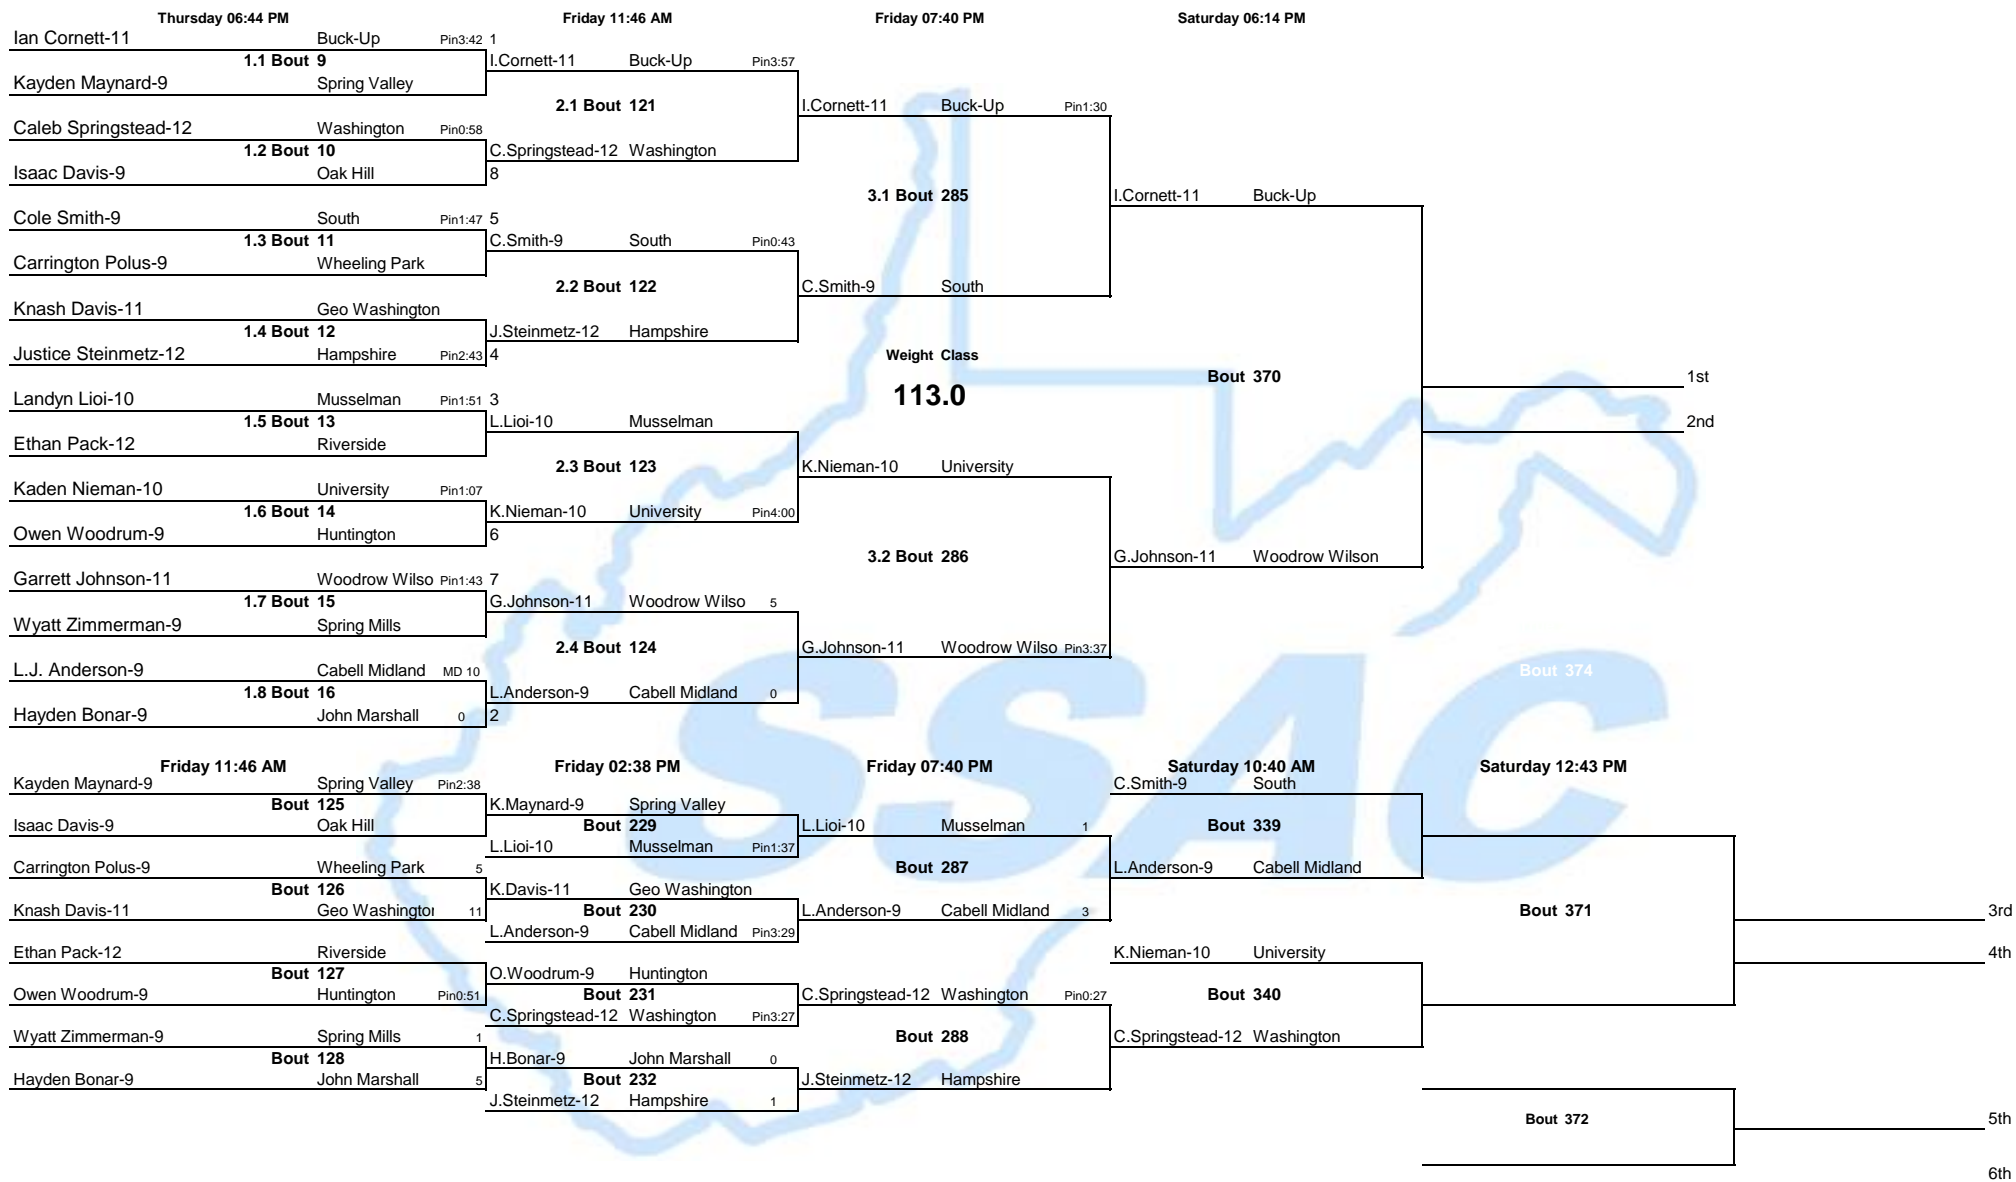 Thursday 06:44 PM Friday 11:46 AM Friday 07:40 PM Saturday 06:14 PM
Ian Cornett-11 Buck-Up Pin3:42 1
1.1 Bout 9 I.Cornett-11 Buck-Up Pin3:57
Kayden Maynard-9 Spring Valley
2.1 Bout 121 I.Cornett-11 Buck-Up Pin1:30
Caleb Springstead-12 Washington Pin0:58
1.2 Bout 10 C.Springstead-12 Washington
Isaac Davis-9 Oak Hill 8
3.1 Bout 285 I.Cornett-11 Buck-Up
Cole Smith-9 South Pin1:47 5
1.3 Bout 11 C.Smith-9 South Pin0:43
Carrington Polus-9 Wheeling Park
2.2 Bout 122 C.Smith-9 South
Knash Davis-11 Geo Washington
1.4 Bout 12 J.Steinmetz-12 Hampshire
Justice Steinmetz-12 Hampshire Pin2:43 4 Weight Class
Bout 370 1st
Landyn Lioi-10 Musselman Pin1:51 3 113.0
1.5 Bout 13 L.Lioi-10 Musselman 2nd
Ethan Pack-12 Riverside
2.3 Bout 123 K.Nieman-10 University
Kaden Nieman-10 University Pin1:07
1.6 Bout 14 K.Nieman-10 University Pin4:00
Owen Woodrum-9 Huntington 6
3.2 Bout 286 G.Johnson-11 Woodrow Wilson
Garrett Johnson-11 Woodrow Wilso Pin1:43 7
1.7 Bout 15 G.Johnson-11 Woodrow Wilso 5
Wyatt Zimmerman-9 Spring Mills
2.4 Bout 124 G.Johnson-11 Woodrow Wilso Pin3:37
L.J. Anderson-9 Cabell Midland MD 10 Bout 374
1.8 Bout 16 L.Anderson-9 Cabell Midland 0
Hayden Bonar-9 John Marshall 0 2
SSAC
Friday 11:46 AM Friday 02:38 PM Friday 07:40 PM Saturday 10:40 AM Saturday 12:43 PM
Kayden Maynard-9 Spring Valley Pin2:38 C.Smith-9 South
Bout 125 K.Maynard-9 Spring Valley
Isaac Davis-9 Oak Hill Bout 229 L.Lioi-10 Musselman 1 Bout 339
L.Lioi-10 Musselman Pin1:37
Carrington Polus-9 Wheeling Park 5 Bout 287 L.Anderson-9 Cabell Midland
Bout 126 K.Davis-11 Geo Washington
Knash Davis-11 Geo Washingto 11 Bout 230 L.Anderson-9 Cabell Midland 3 Bout 371 3rd
L.Anderson-9 Cabell Midland Pin3:29
Ethan Pack-12 Riverside K.Nieman-10 University 4th
Bout 127 O.Woodrum-9 Huntington
Owen Woodrum-9 Huntington Pin0:51 Bout 231 C.Springstead-12 Washington Pin0:27 Bout 340
C.Springstead-12 Washington Pin3:27
Wyatt Zimmerman-9 Spring Mills 1 Bout 288 C.Springstead-12 Washington
Bout 128 H.Bonar-9 John Marshall 0
Hayden Bonar-9 John Marshall 5 Bout 232 J.Steinmetz-12 Hampshire
J.Steinmetz-12 Hampshire 1
Bout 372 5th
6th